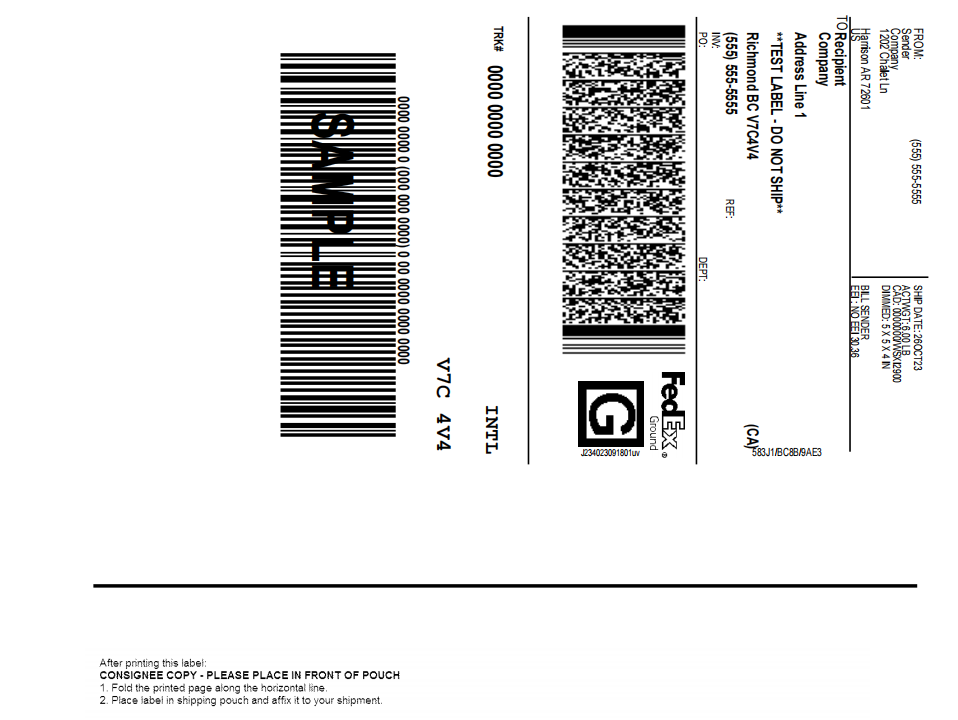 FROM:
Sender
Company
1202 Chalet Ln
Harrison AR 72601
US
(555) 555-5555
SHIP DATE: 26OCT23
ACTWGT: 6.00 LB
CAD: 0000000/WSXI2900
DIMMED: 5 X 5 X 4 IN
BILL SENDER
EEI: NO EEI 30.36
TO Recipient
Company
Address Line 1
**TEST LABEL - DO NOT SHIP**
Richmond BC V7C4V4
(CA)
(555) 555-5555
REF:
INV:
PO:
DEPT:
583J1/BC8B/9AE3
FedEx®
Ground
G
J234023091801uv
TRK# 0000 0000 0000
INTL
V7C 4V4
0000 0000 0 (000 000 000 0000) 0 00 0000 0000 0000
SAMPLE
After printing this label:
CONSIGNEE COPY - PLEASE PLACE IN FRONT OF POUCH
1. Fold the printed page along the horizontal line.
2. Place label in shipping pouch and affix it to your shipment.